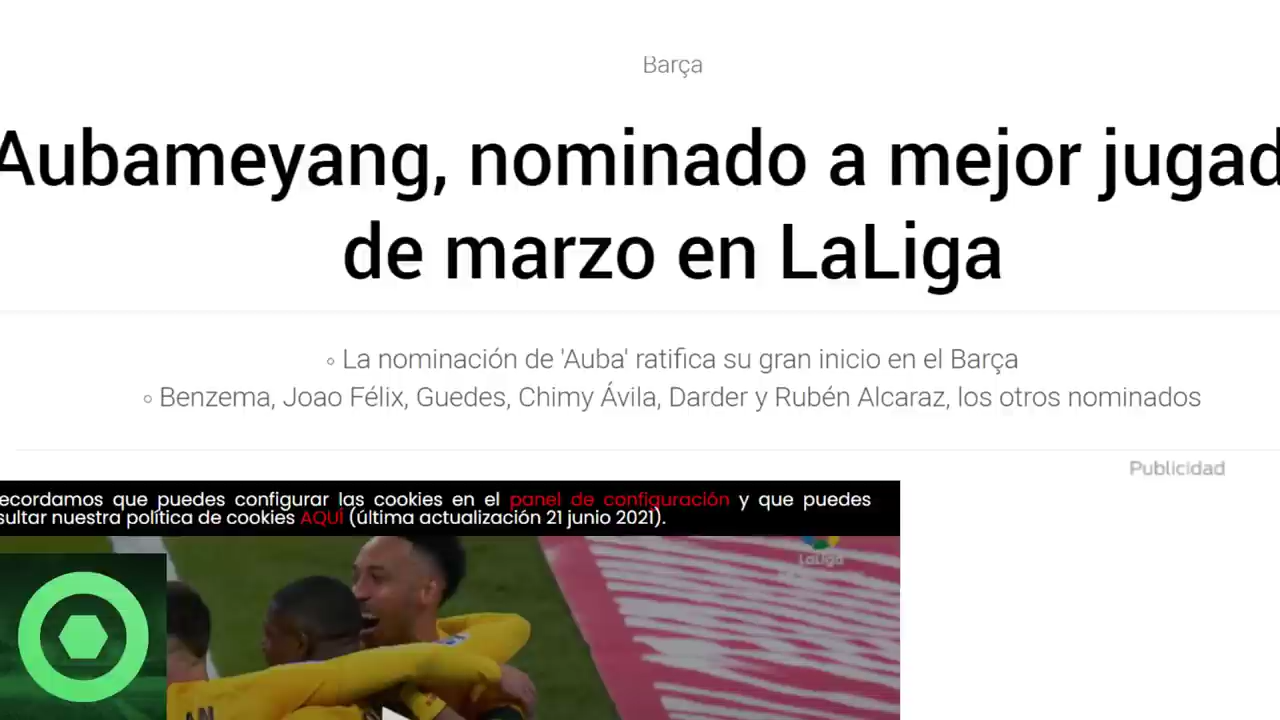 Barça
Aubameyang, nominado a mejor jugad
de marzo en LaLiga
◦ La nominación de 'Auba' ratifica su gran inicio en el Barça
◦ Benzema, Joao Félix, Guedes, Chimy Ávila, Darder y Rubén Alcaraz, los otros nominados
Publicidad
ecordamos que puedes configurar las cookies en el panel de configuración y que puedes
sultar nuestra política de cookies AQUÍ (última actualización 21 junio 2021).
LaLiga
AN